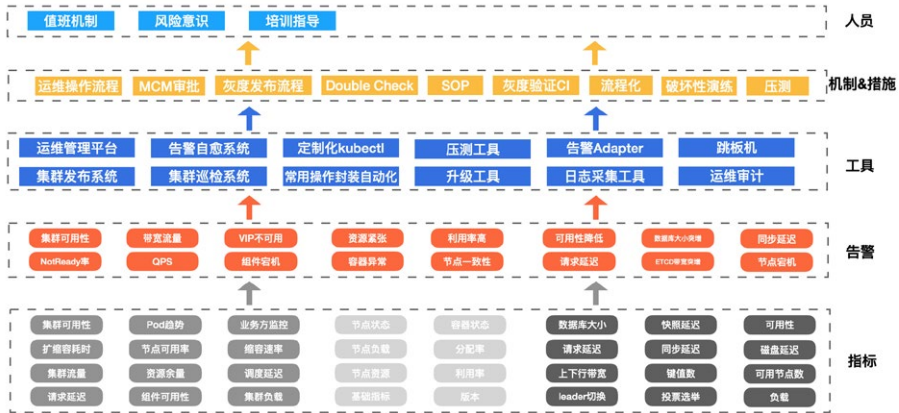 值班机制 风险意识 培训指导 人员
运维操作流程 MCM审批 灰度发布流程 Double Check SOP 灰度验证CI 流程化 破坏性演练 压测 机制&措施
运维管理平台 告警自愈系统 定制化kubectl 压测工具 告警Adapter 跳板机
工具
集群发布系统 集群巡检系统 常用操作封装自动化 升级工具 日志采集工具 运维审计
集群可用性 带宽流量 VIP不可用 资源紧张 利用率高 可用性降低 数据库大小突增 同步延迟
告警
NotReady率 QPS 组件宕机 容器异常 节点一致性 请求延迟 ETCD带宽突增 节点宕机
集群可用性 Pod趋势 业务方监控 节点状态 容器状态 数据库大小 快照延迟 可用性
扩缩容耗时 节点可用率 缩容速率 节点负载 分配率 请求延迟 同步延迟 磁盘延迟
指标
集群流量 资源余量 调度延迟 节点资源 利用率 上下行带宽 键值数 可用节点数
请求延迟 组件可用性 集群负载 基础指标 版本 leader切换 投票选举 负载